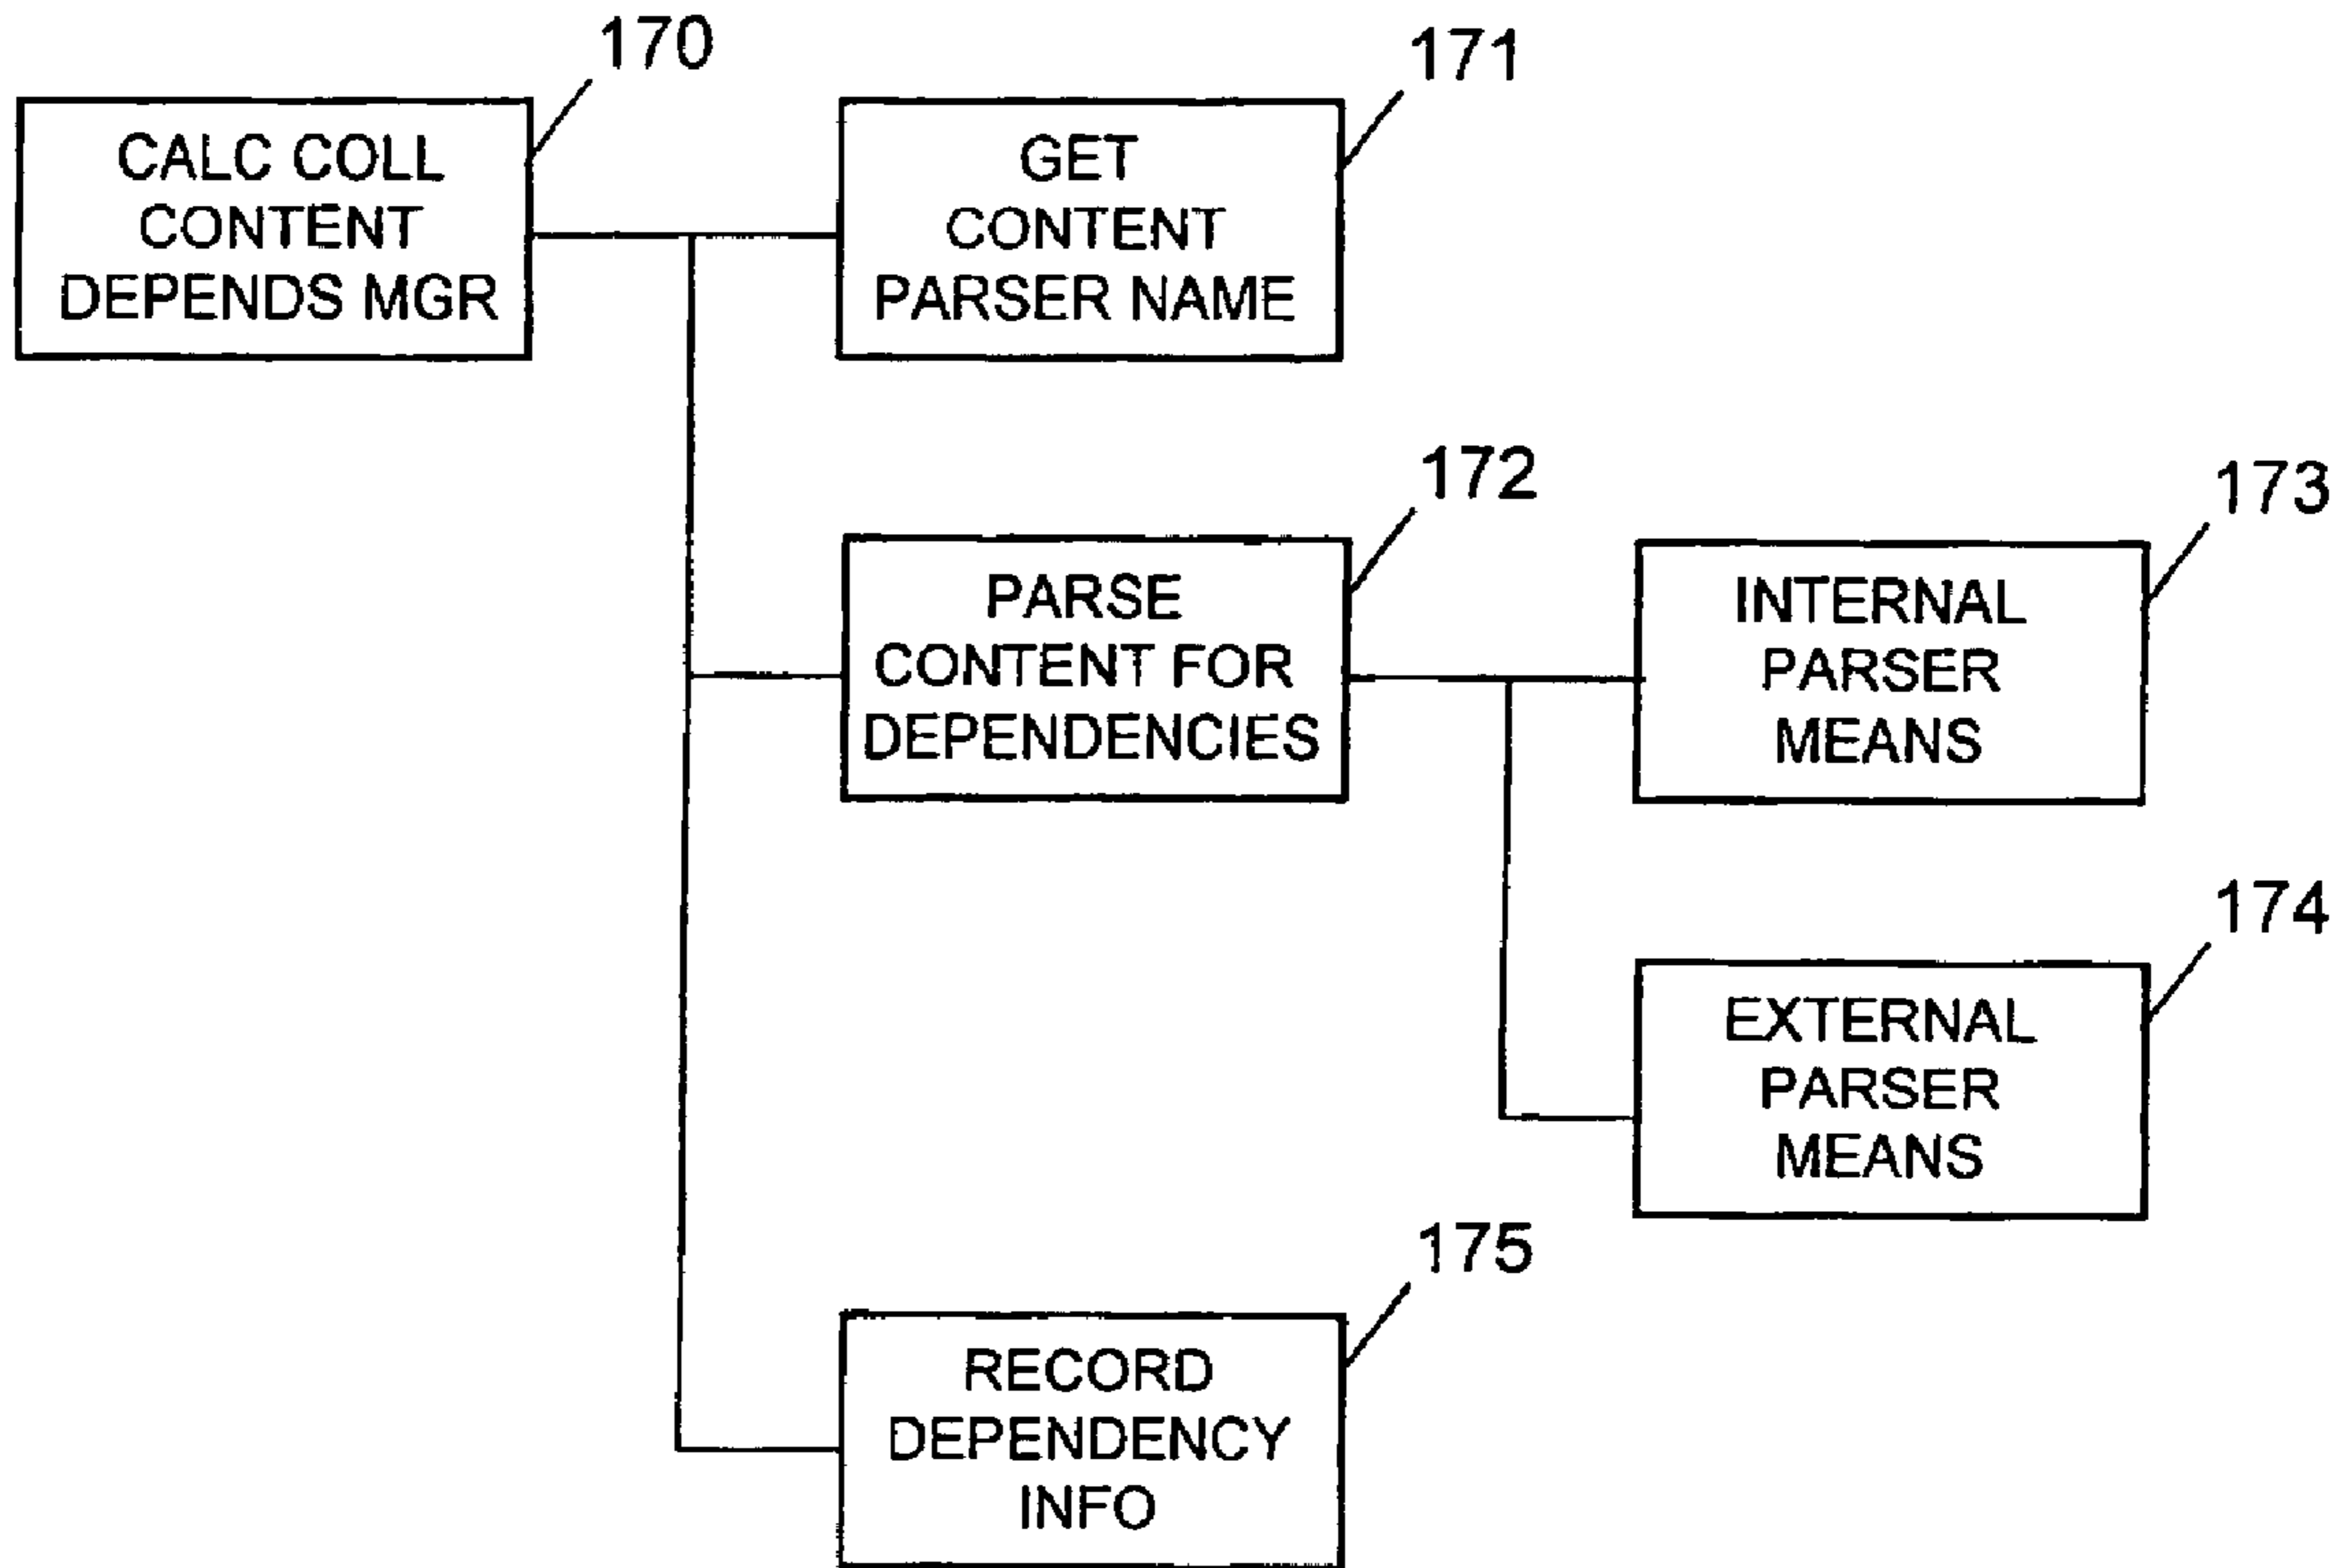 170
CALC COLL
CONTENT
DEPENDS MGR
171
GET
CONTENT
PARSER NAME
172
PARSE
CONTENT FOR
DEPENDENCIES
173
INTERNAL
PARSER
MEANS
174
EXTERNAL
PARSER
MEANS
175
RECORD
DEPENDENCY
INFO